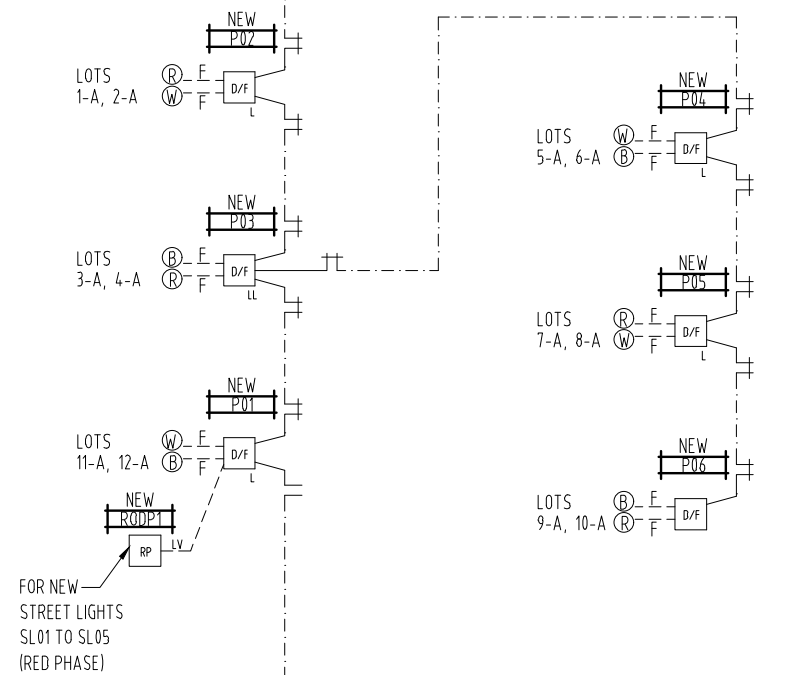 NEW
P02
LOTS
1-A, 2-A
R F
W F
D/F
L
NEW
P03
LOTS
3-A, 4-A
B F
R F
D/F
LL
NEW
P01
LOTS
11-A, 12-A
W F
B F
D/F
L
NEW
RODP1
RP
LV
FOR NEW
STREET LIGHTS
SL01 TO SL05
(RED PHASE)
NEW
P04
LOTS
5-A, 6-A
W F
B F
D/F
L
NEW
P05
LOTS
7-A, 8-A
R F
W F
D/F
L
NEW
P06
LOTS
9-A, 10-A
B F
R F
D/F